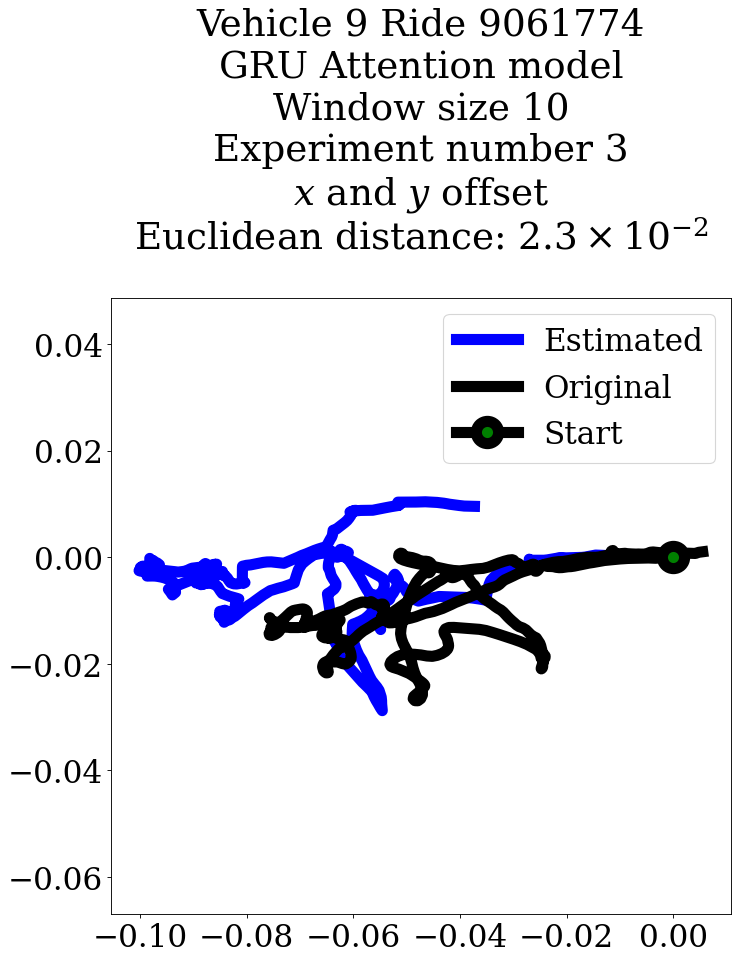 Vehicle 9 Ride 9061774
GRU Attention model
Window size 10
Experiment number 3
x and y offset
Euclidean distance: 2.3 × 10⁻²
Estimated
Original
Start
0.04
0.02
0.00
−0.02
−0.04
−0.06
−0.10 −0.08 −0.06 −0.04 −0.02 0.00